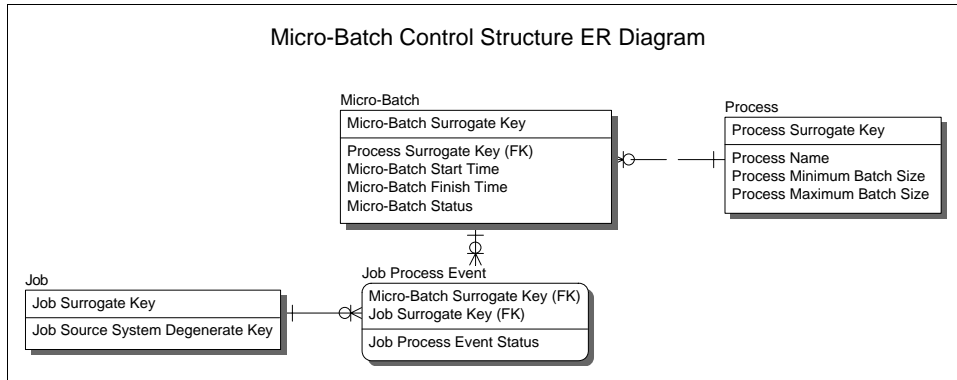 Micro-Batch Control Structure ER Diagram
Micro-Batch
Micro-Batch Surrogate Key
Process Surrogate Key (FK)
Micro-Batch Start Time
Micro-Batch Finish Time
Micro-Batch Status
Process
Process Surrogate Key
Process Name
Process Minimum Batch Size
Process Maximum Batch Size
Job
Job Surrogate Key
Job Source System Degenerate Key
Job Process Event
Micro-Batch Surrogate Key (FK)
Job Surrogate Key (FK)
Job Process Event Status